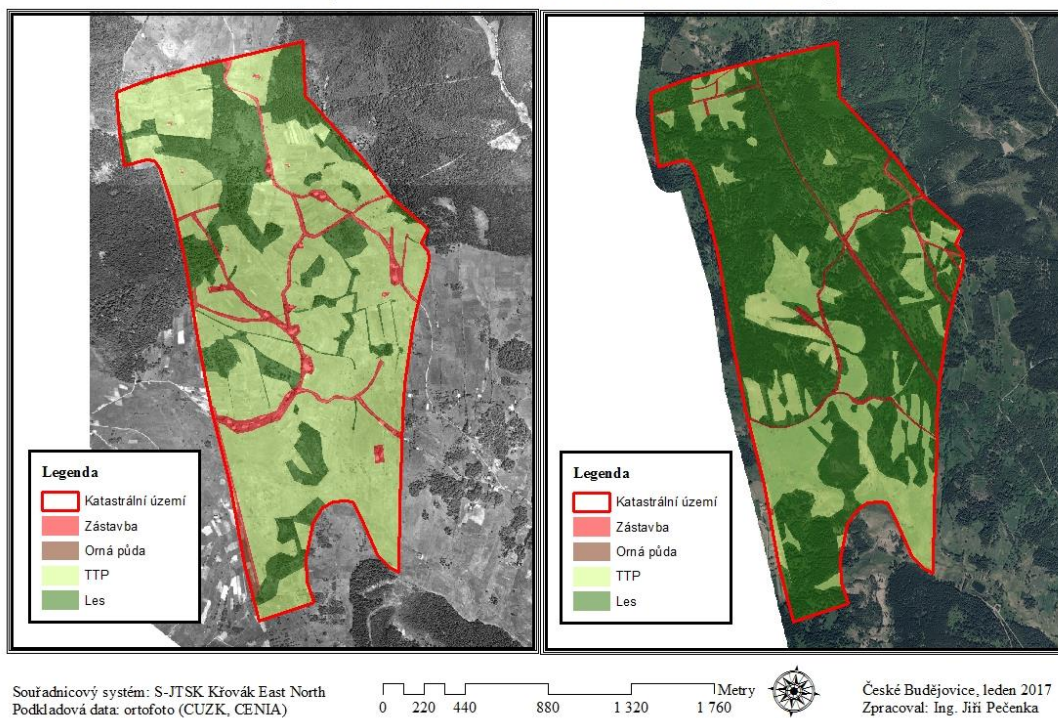 Legenda
Katastrální území
Zástavba
Orná půda
TTP
Les
Legenda
Katastrální území
Zástavba
Orná půda
TTP
Les
Souřadnicový systém: S-JTSK Křovák East North
Podkladová data: ortofoto (CUZK, CENIA)
Metry
0 220 440 880 1 320 1 760
České Budějovice, leden 2017
Zpracoval: Ing. Jiří Pečenka